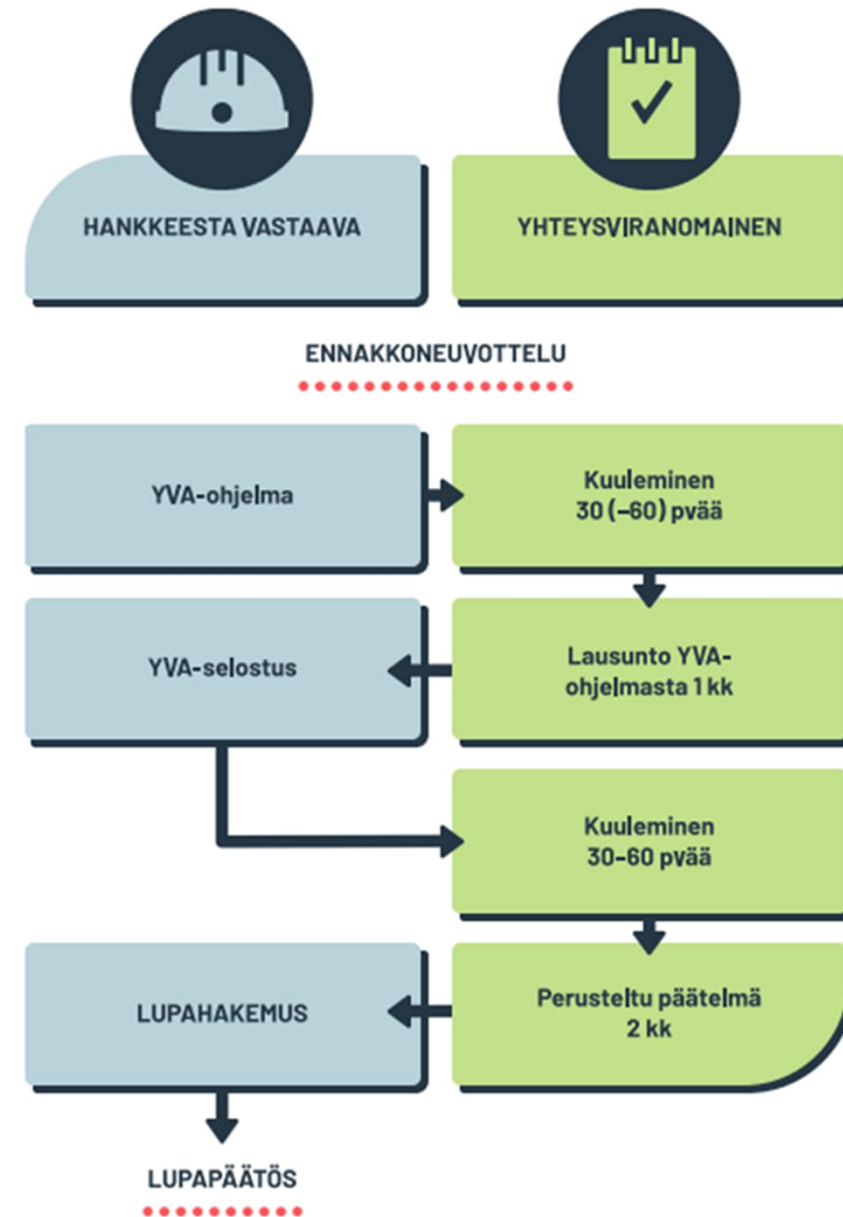 HANKKEESTA VASTAAVA
YHTEYSVIRANOMAINEN
ENNAKKONEUVOTTELU
YVA-ohjelma
Kuuleminen
30 (–60) pvää
YVA-selostus
Lausunto YVA-
ohjelmasta 1 kk
Kuuleminen
30–60 pvää
LUPAHAKEMUS
Perusteltu päätelmä
2 kk
LUPAPÄÄTÖS